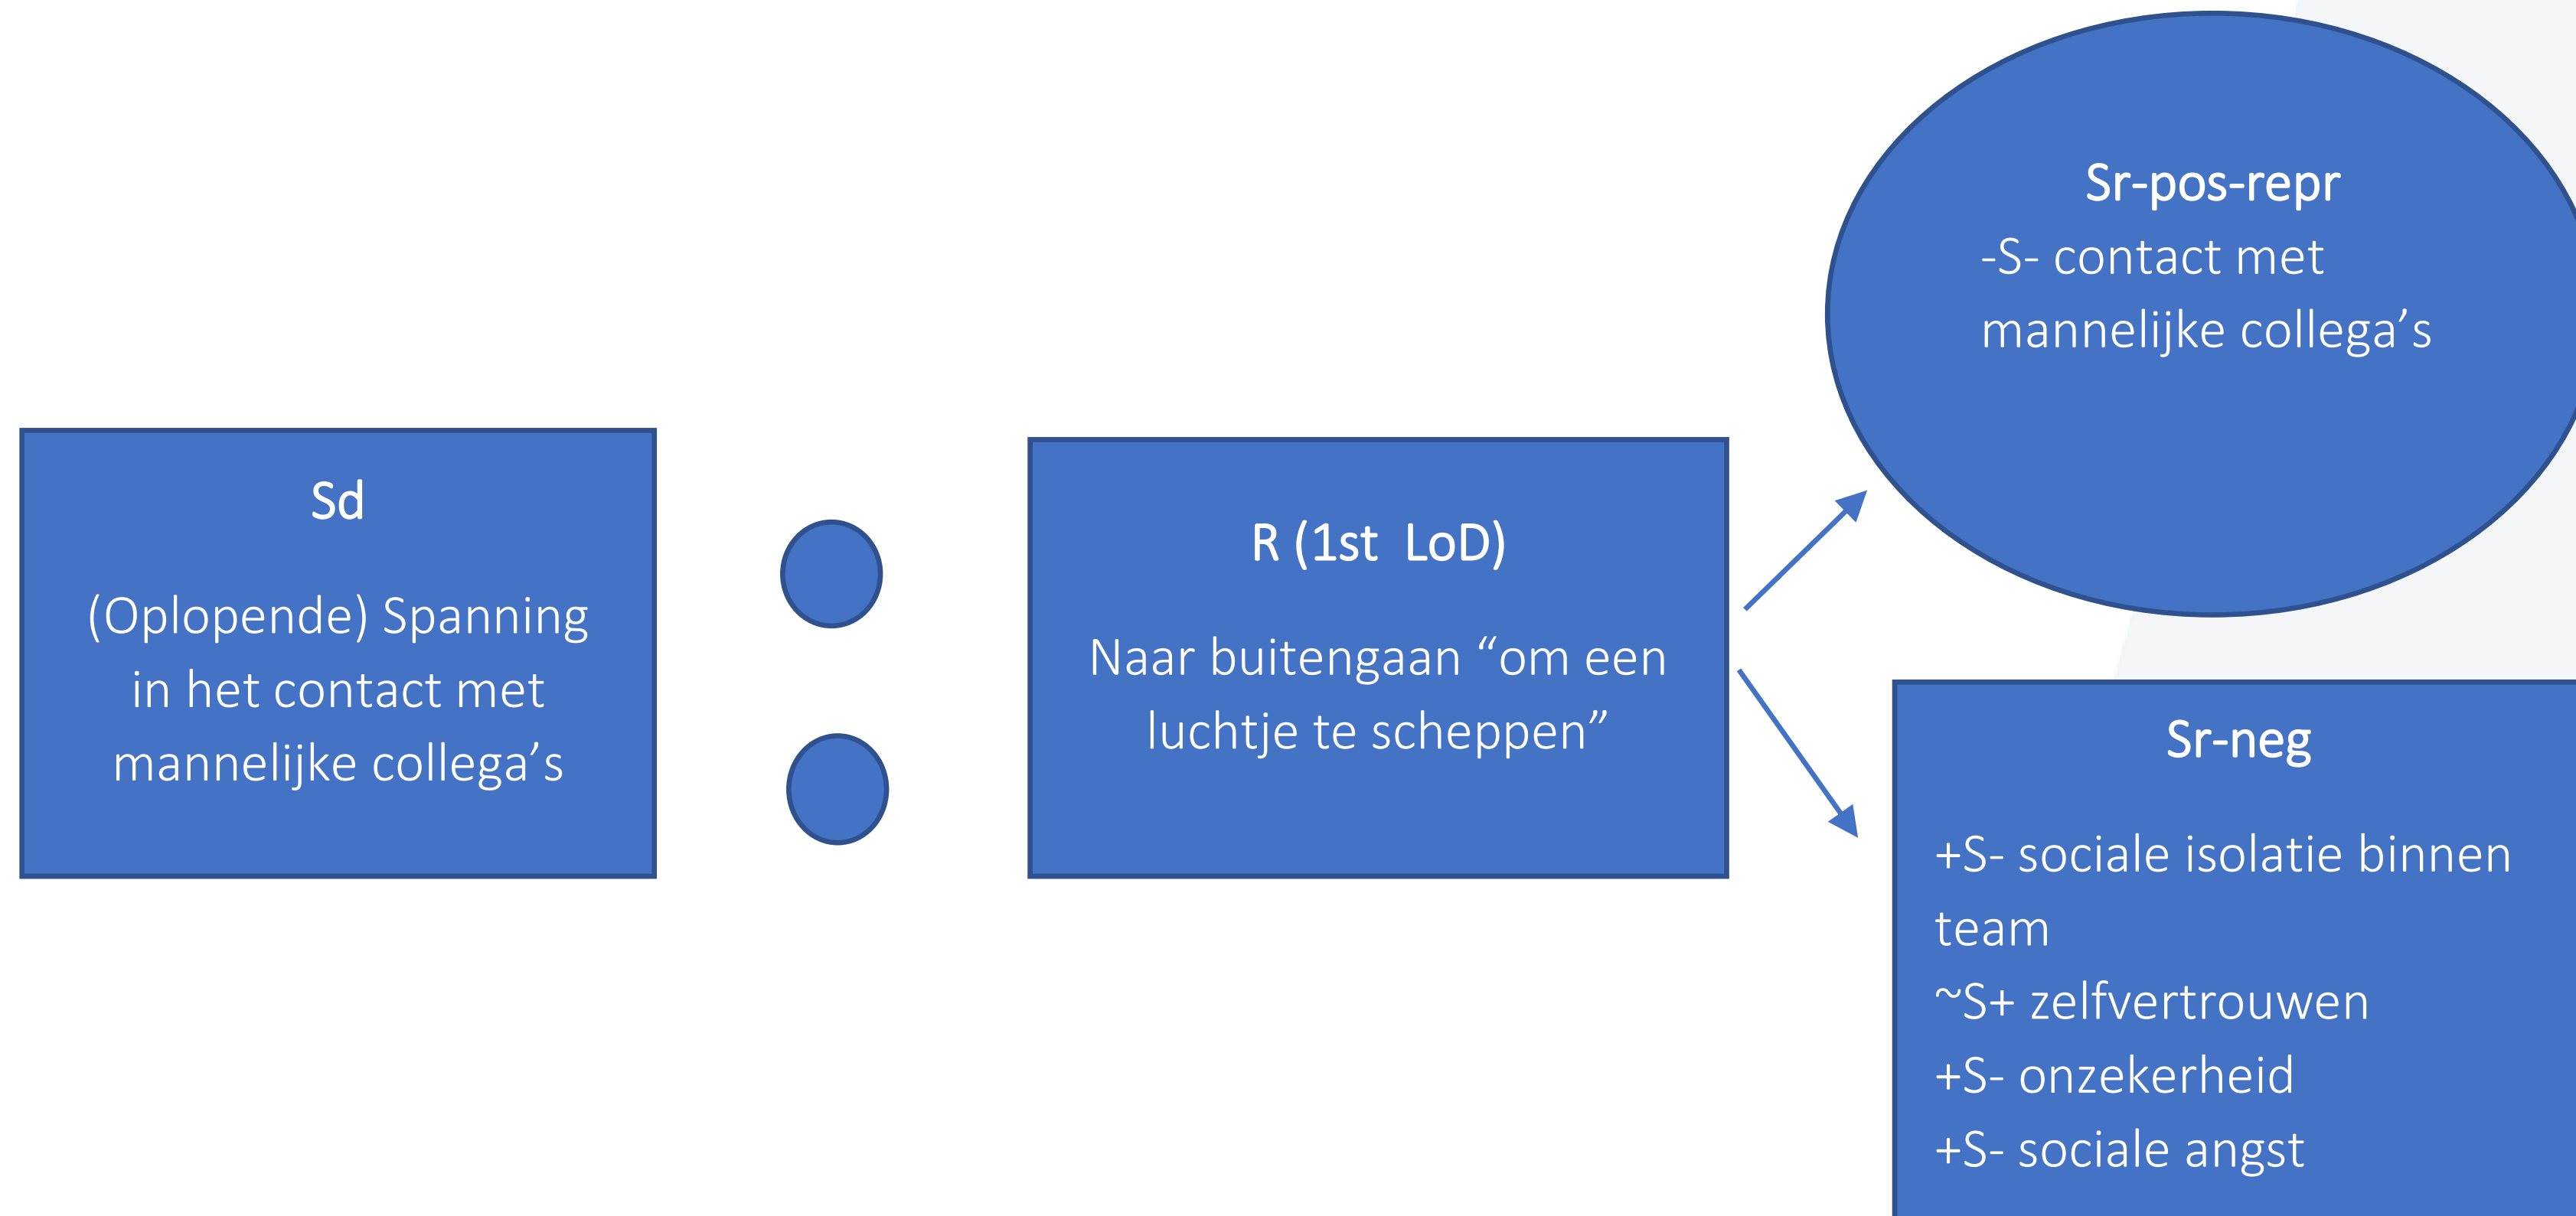 Sd
(Oplopende) Spanning
in het contact met
mannelijke collega’s
R (1st LoD)
Naar buitengaan “om een
luchtje te scheppen”
Sr-pos-repr
-S- contact met
mannelijke collega’s
Sr-neg
+S- sociale isolatie binnen
team
~S+ zelfvertrouwen
+S- onzekerheid
+S- sociale angst